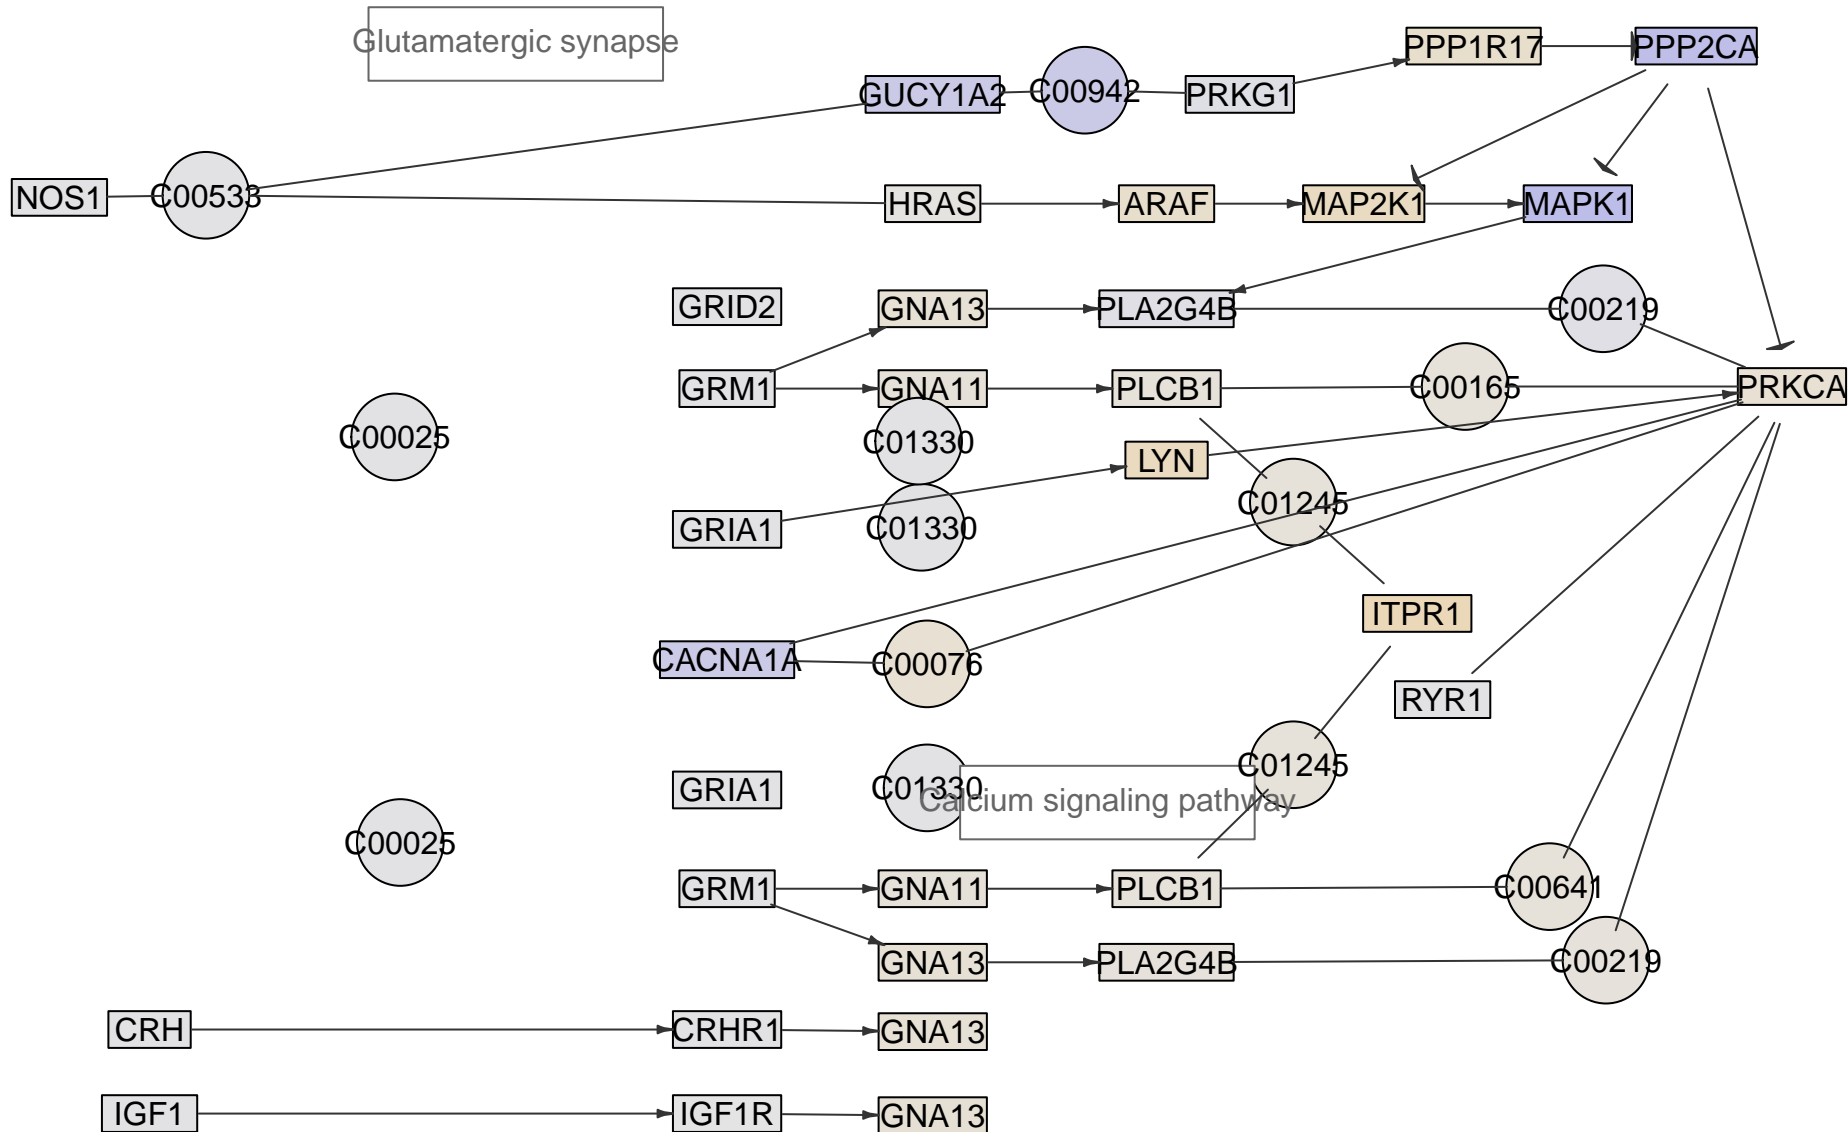 Glutamatergic synapse
PPP1R17
PPP2CA
GUCY1A2
C00942
PRKG1
NOS1
C00533
HRAS
ARAF
MAP2K1
MAPK1
GRID2
GNA13
PLA2G4B
C00219
GRM1
GNA11
PLCB1
C00165
PRKCA
C00025
C01330
LYN
GRIA1
C01330
C01245
ITPR1
CACNA1A
C00076
RYR1
GRIA1
C01330
C01245
Calcium signaling pathway
C00025
GRM1
GNA11
PLCB1
C00641
GNA13
PLA2G4B
C00219
CRH
CRHR1
GNA13
IGF1
IGF1R
GNA13